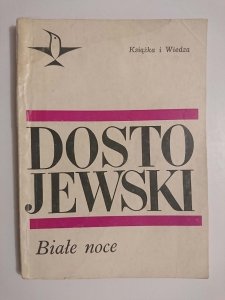 Książka i Wiedza
DOSTO
JEWSKI
Białe noce